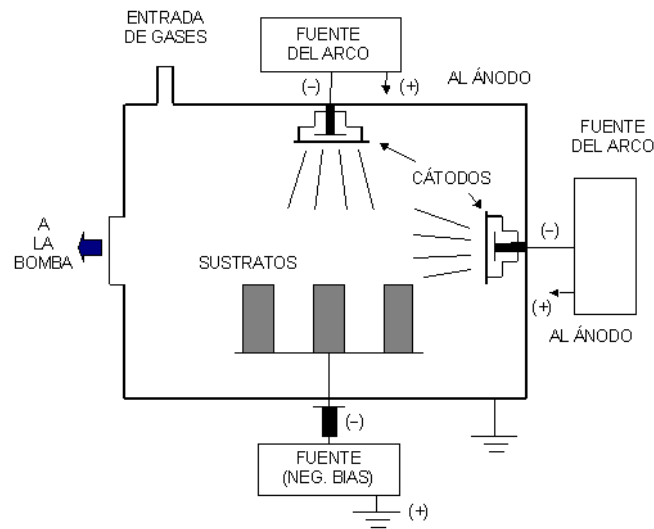 ENTRADA
DE GASES
FUENTE
DEL ARCO
(-)
(+)
AL ÁNODO
FUENTE
DEL ARCO
CÁTODOS
A
LA
BOMBA
(-)
SUSTRATOS
(+)
AL ÁNODO
(-)
FUENTE
(NEG. BIAS)
(+)